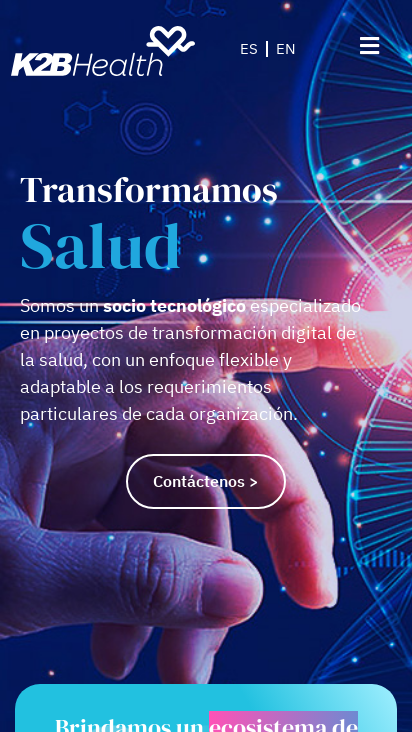 K2BHealth
ES | EN
Transformamos
Salud
Somos un socio tecnológico especializado
en proyectos de transformación digital de
la salud, con un enfoque flexible y
adaptable a los requerimientos
particulares de cada organización.
Contáctenos >
Brindamos un ecosistema de